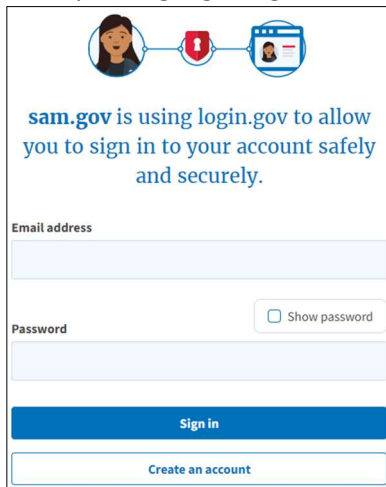 sam.gov is using login.gov to allow
you to sign in to your account safely
and securely.
Email address
Show password
Password
Sign in
Create an account